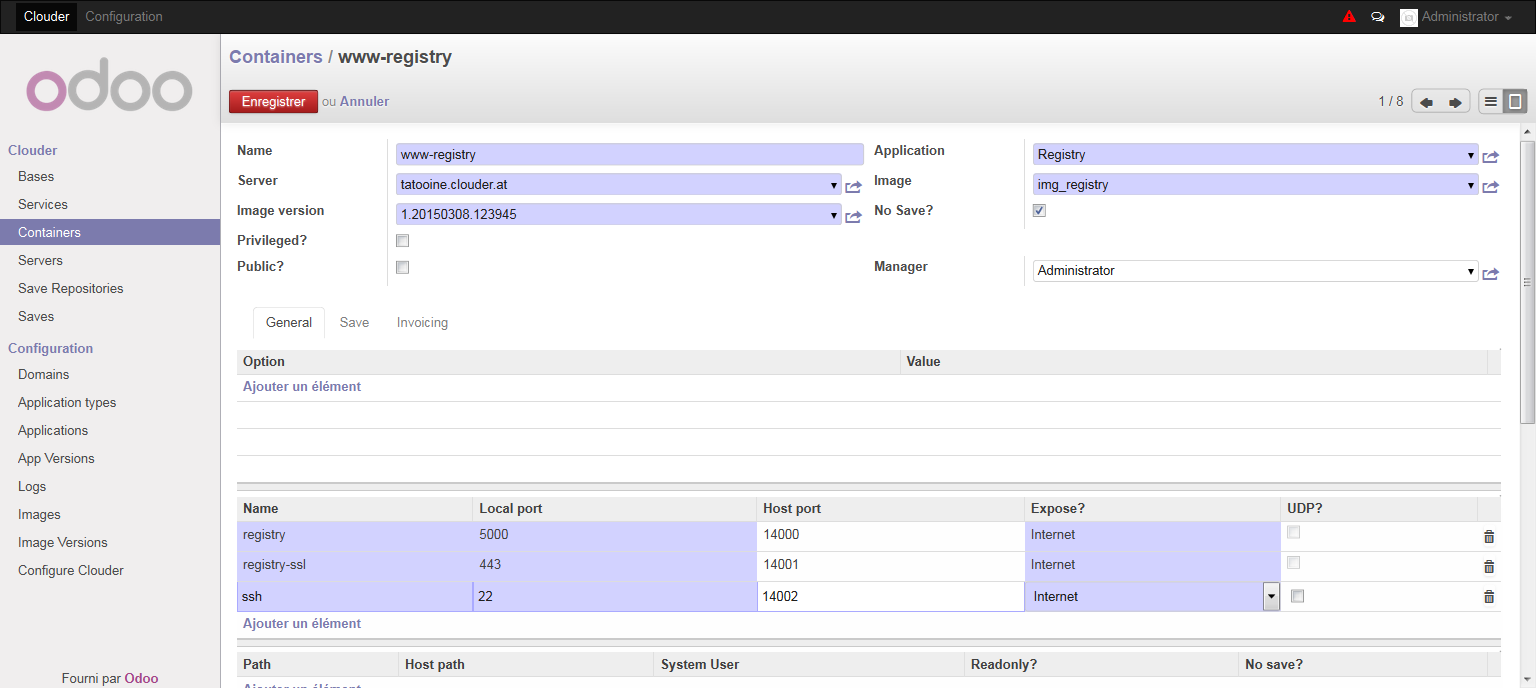 Clouder Configuration Administrator
odoo
Containers / www-registry
Enregistrer ou Annuler 1 / 8
Clouder
Bases
Services
Containers
Servers
Save Repositories
Saves
Configuration
Domains
Application types
Applications
App Versions
Logs
Images
Image Versions
Configure Clouder
Fourni par Odoo
Name www-registry Application Registry
Server tatooine.clouder.at Image img_registry
Image version 1.20150308.123945 No Save?
Privileged?
Public? Manager Administrator
General Save Invoicing
Option Value
Ajouter un élément
Name Local port Host port Expose? UDP?
registry 5000 14000 Internet
registry-ssl 443 14001 Internet
ssh 22 14002 Internet
Ajouter un élément
Path Host path System User Readonly? No save?
Ajouter un élément